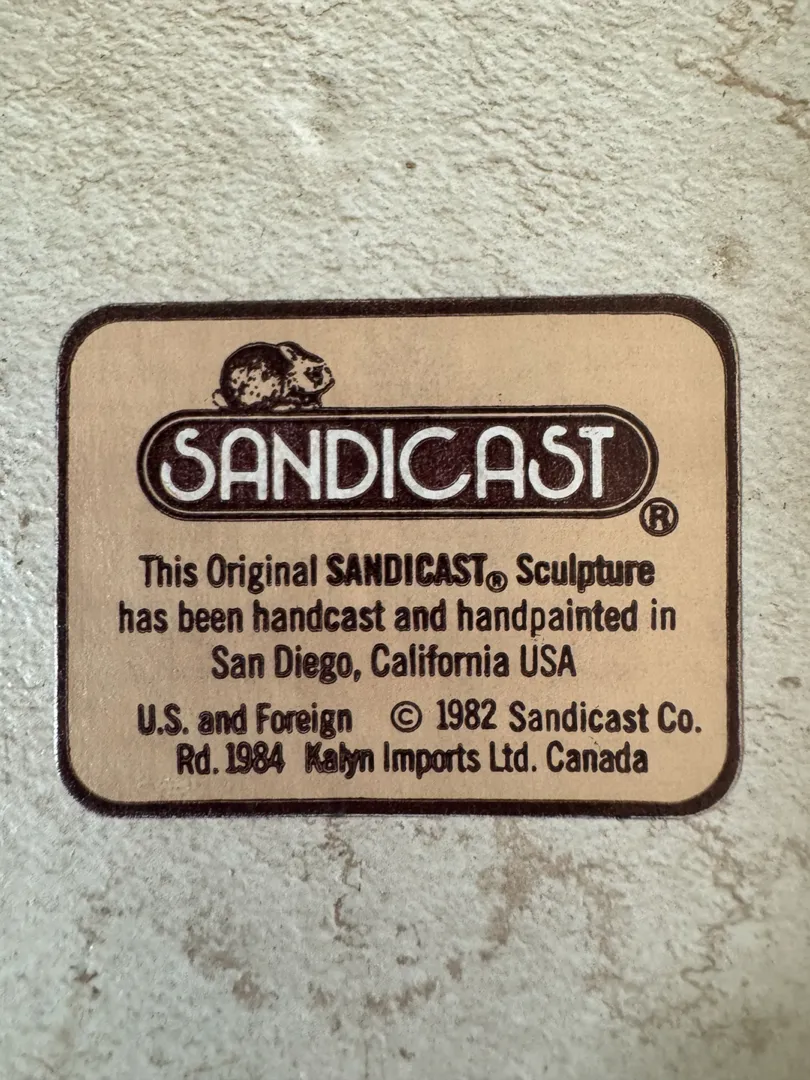 SANDICAST
®
This Original SANDICAST® Sculpture
has been handcast and handpainted in
San Diego, California USA
U.S. and Foreign © 1982 Sandicast Co.
Rd. 1984 Kalyn Imports Ltd. Canada